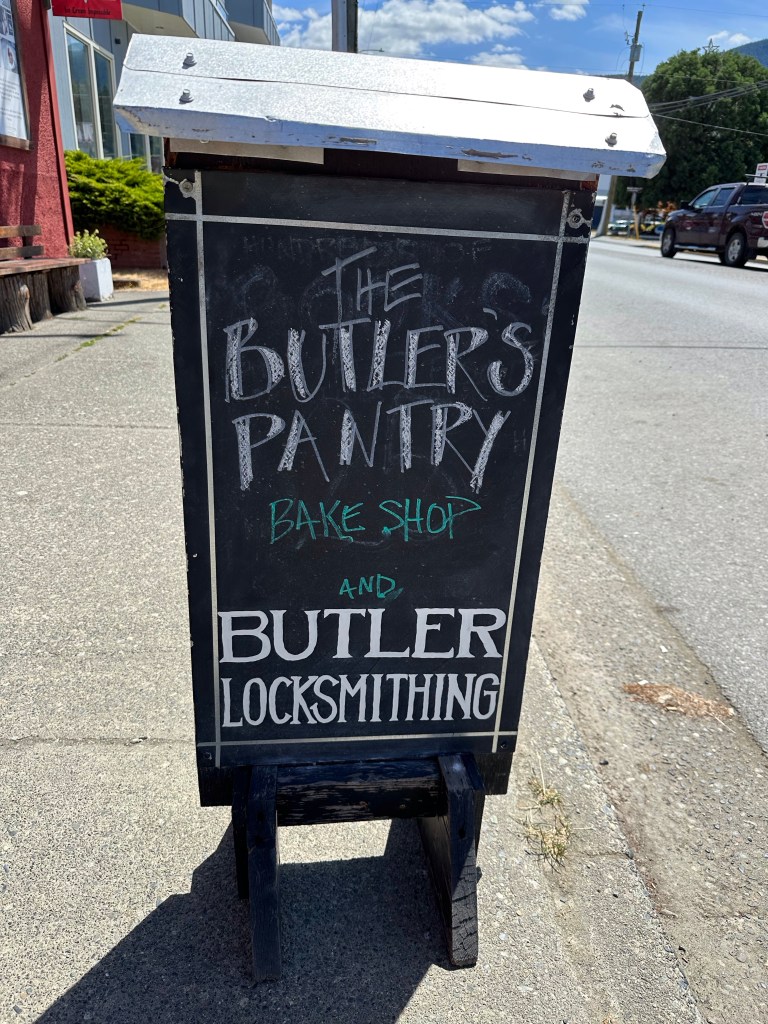 THE
BUTLER'S
PANTRY
BAKE SHOP
AND
BUTLER
LOCKSMITHING